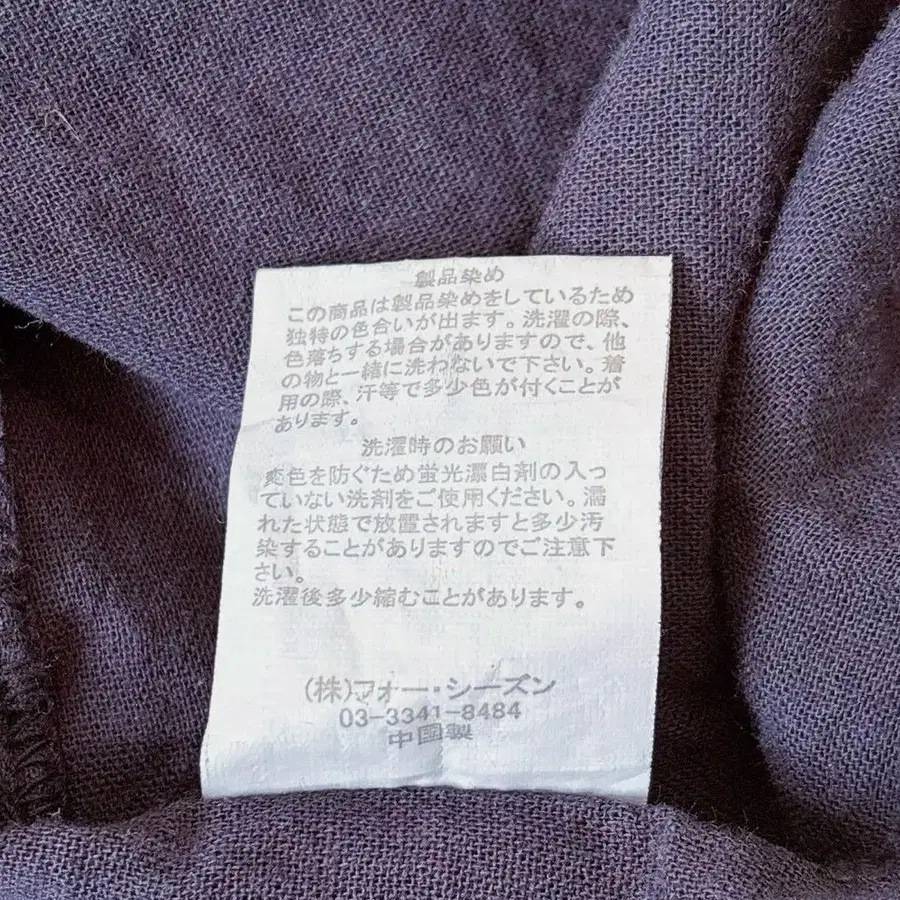 製品染め
この商品は製品染めをしているため
独特の色合いが出ます。洗濯の際、
色落ちする場合がありますので、他
の物と一緒に洗わないで下さい。着
用の際、汗等で多少色が付くことが
あります。
洗濯時のお願い
変色を防ぐため蛍光漂白剤の入っ
ていない洗剤をご使用ください。濡
れた状態で放置されますと多少汚
染することがありますのでご注意下
さい。
洗濯後多少縮むことがあります。
(株)フォー・シーズン
03-3341-8484
中国製